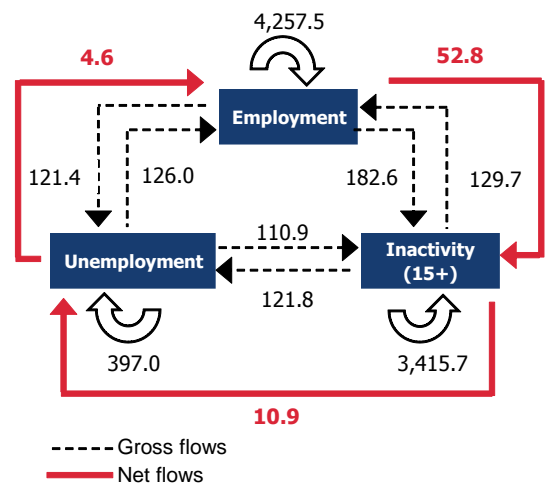 4,257.5
4.6
52.8
Employment
121.4
126.0
182.6
129.7
110.9
Unemployment
Inactivity
(15+)
121.8
397.0
3,415.7
10.9
Gross flows
Net flows